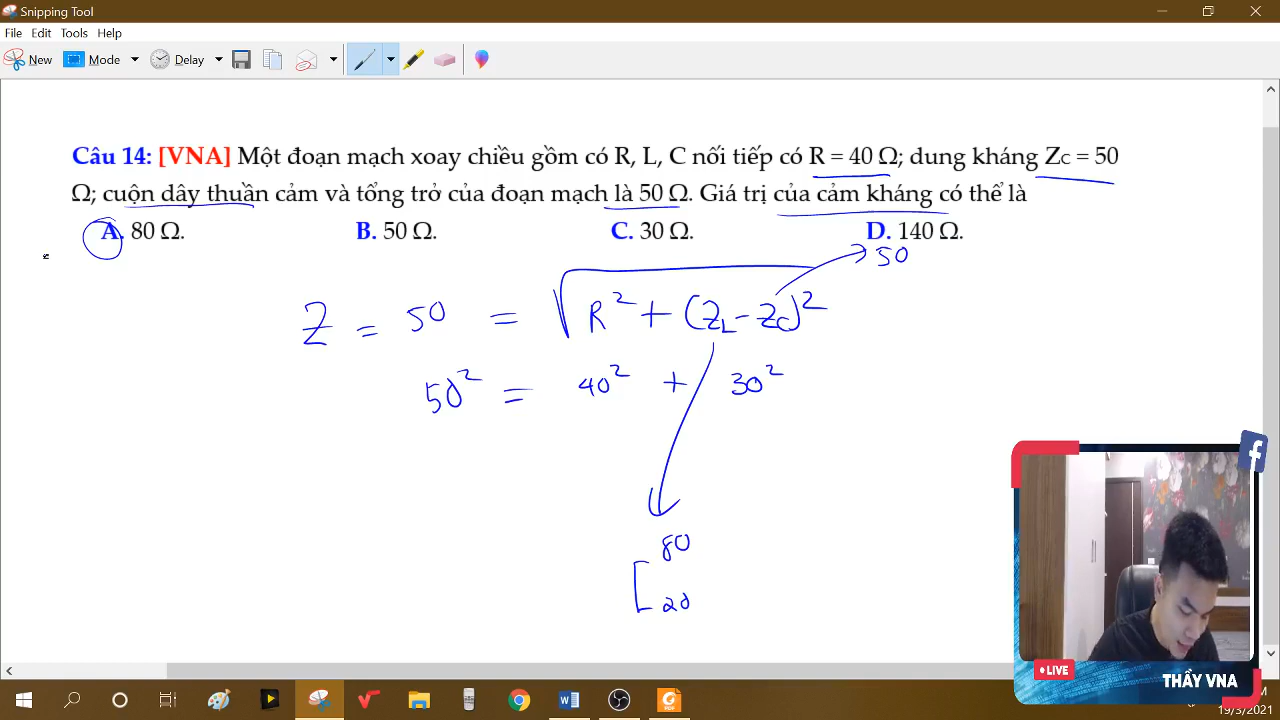 Snipping Tool
File Edit Tools Help
New Mode Delay
Câu 14: [VNA] Một đoạn mạch xoay chiều gồm có R, L, C nối tiếp có R = 40 Ω; dung kháng ZC = 50
Ω; cuộn dây thuần cảm và tổng trở của đoạn mạch là 50 Ω. Giá trị của cảm kháng có thể là
A. 80 Ω. B. 50 Ω. C. 30 Ω. D. 140 Ω.
50
Z = 50 = √R² + (ZL - ZC)²
50² = 40² + 30²
80
20
LIVE
THẦY VNA
M
19/3/2021